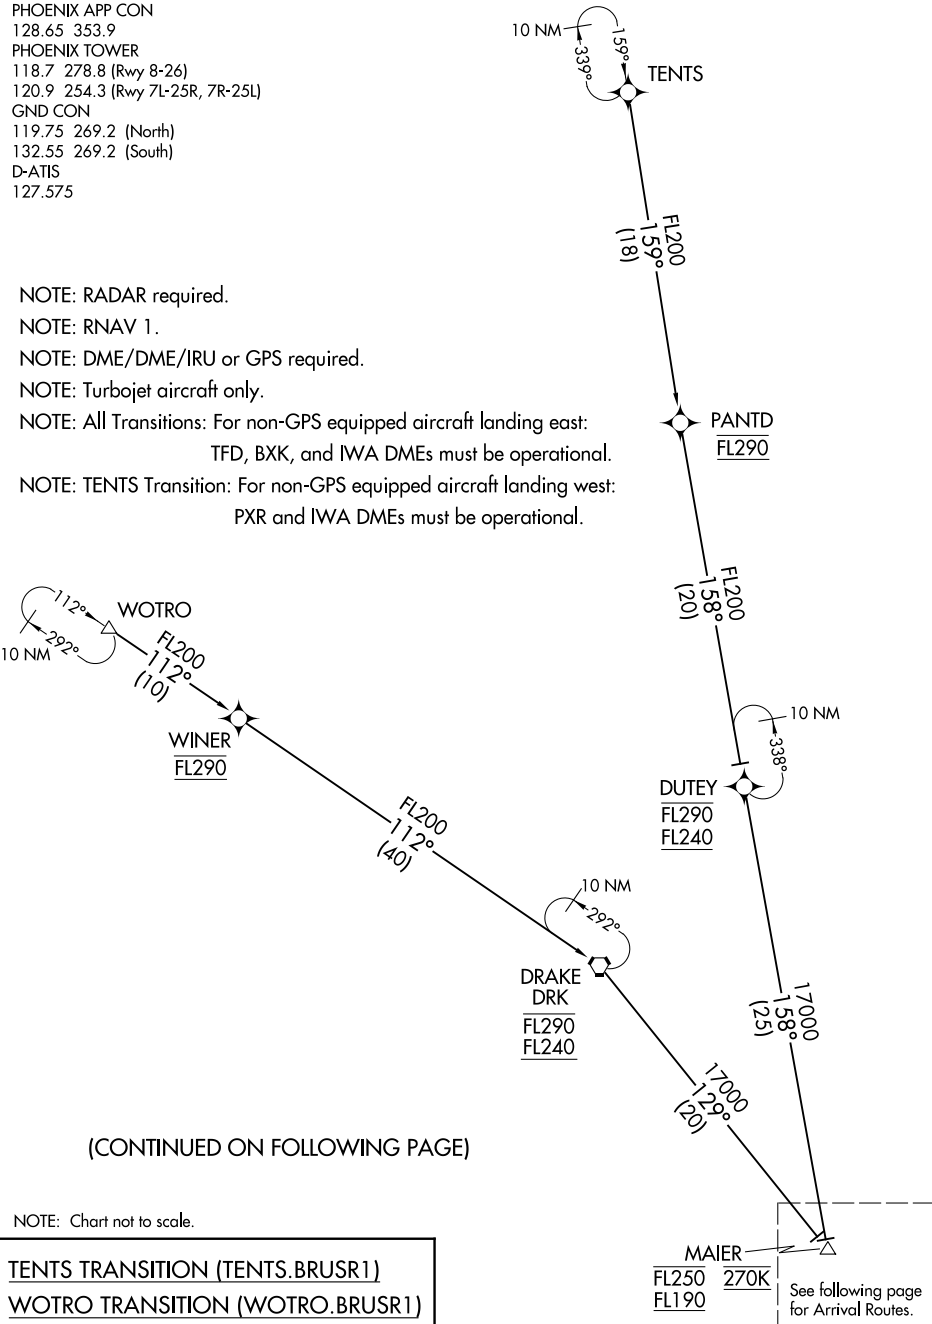 PHOENIX APP CON
128.65 353.9
PHOENIX TOWER
118.7 278.8 (Rwy 8-26)
120.9 254.3 (Rwy 7L-25R, 7R-25L)
GND CON
119.75 269.2 (North)
132.55 269.2 (South)
D-ATIS
127.575
10 NM
159°
339°
TENTS
FL200
159°
(18)
NOTE: RADAR required.
NOTE: RNAV 1.
NOTE: DME/DME/IRU or GPS required.
NOTE: Turbojet aircraft only.
NOTE: All Transitions: For non-GPS equipped aircraft landing east:
TFD, BXK, and IWA DMEs must be operational.
NOTE: TENTS Transition: For non-GPS equipped aircraft landing west:
PXR and IWA DMEs must be operational.
PANTD
FL290
FL200
158°
(20)
112°
292°
10 NM
WOTRO
FL200
112°
(10)
WINER
FL290
10 NM
338°
DUTEY
FL290
FL240
FL200
112°
(40)
10 NM
292°
DRAKE
DRK
FL290
FL240
17000
158°
(25)
17000
129°
(20)
(CONTINUED ON FOLLOWING PAGE)
NOTE: Chart not to scale.
TENTS TRANSITION (TENTS.BRUSR1)
WOTRO TRANSITION (WOTRO.BRUSR1)
MAIER
FL250 270K
FL190
See following page
for Arrival Routes.